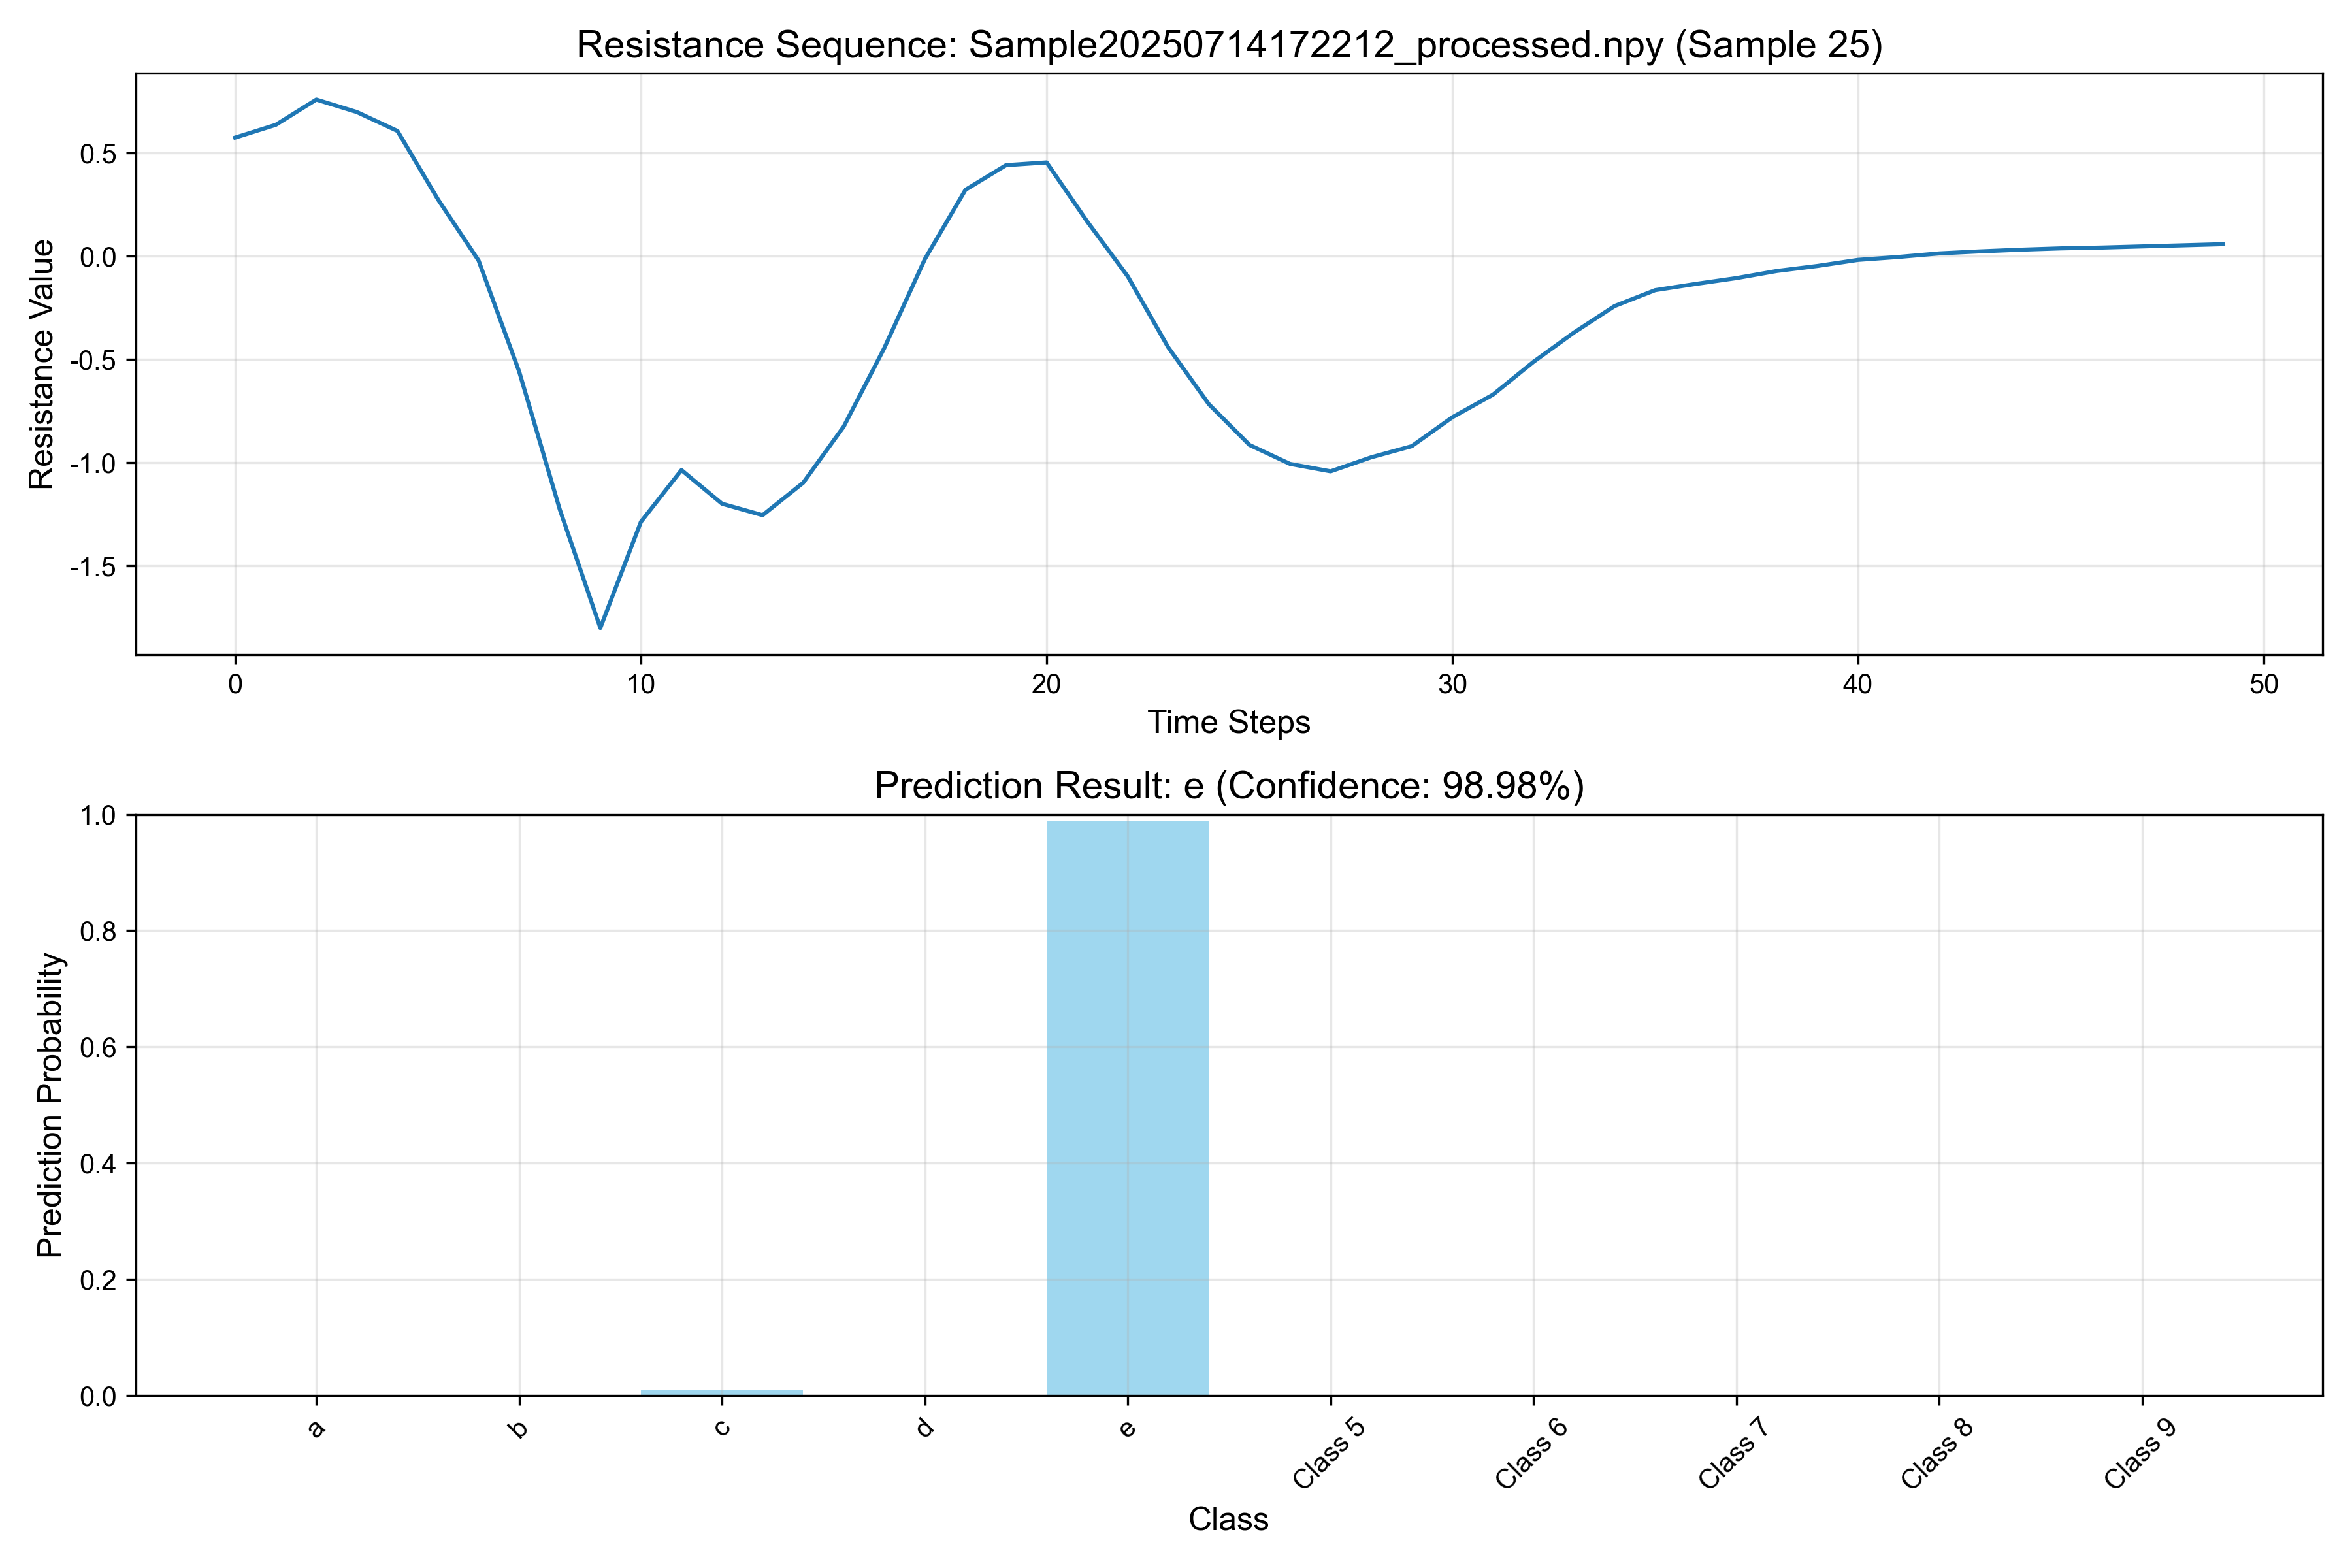 Resistance Sequence: Sample20250714172212_processed.npy (Sample 25)
Resistance Value
0.5
0.0
-0.5
-1.0
-1.5
0 10 20 30 40 50
Time Steps
Prediction Result: e (Confidence: 98.98%)
Prediction Probability
1.0
0.8
0.6
0.4
0.2
0.0
a b c d e Class 5 Class 6 Class 7 Class 8 Class 9
Class